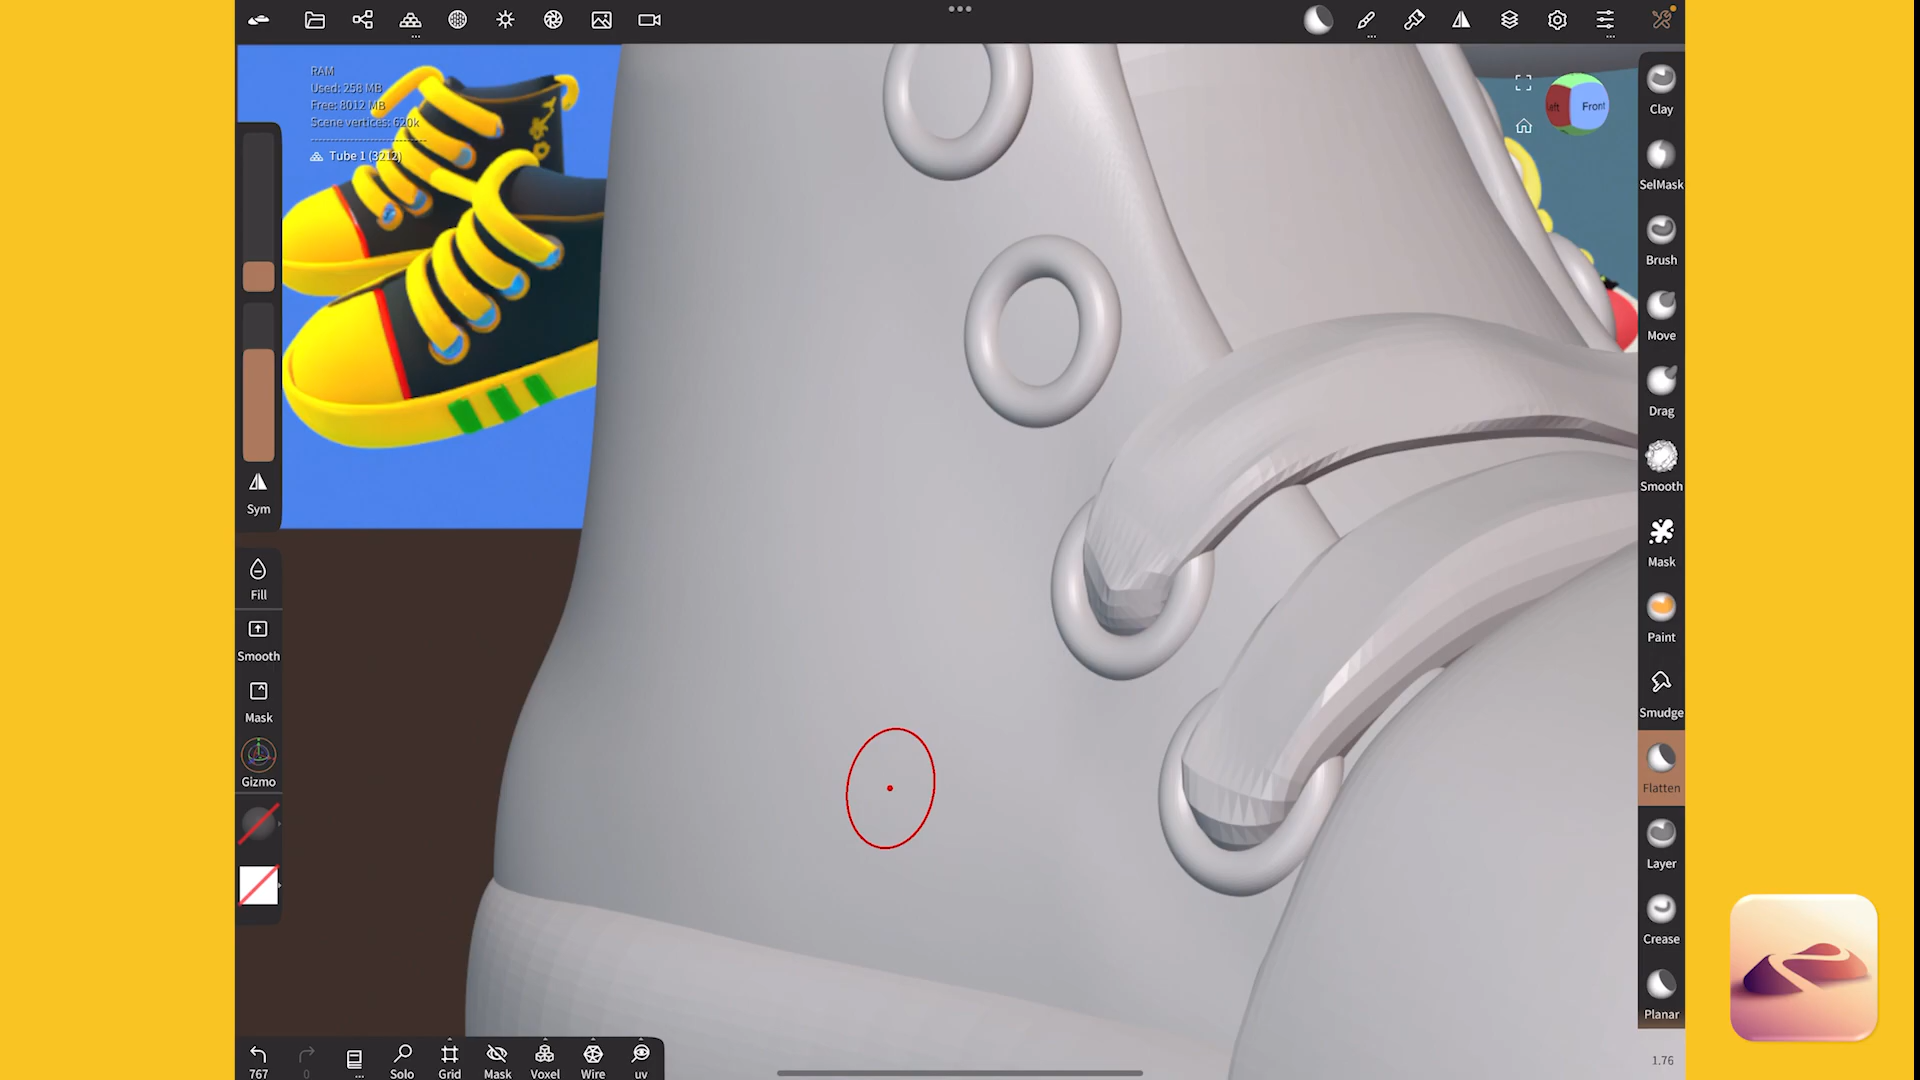 RAM
Used: 258 MB
Free: 8012 MB
Scene vertices: 620k
Tube 1 (3212)
Sym
Fill
Smooth
Mask
Gizmo
767
0
Solo
Grid
Mask
Voxel
Wire
uv
Front
Clay
SelMask
Brush
Move
Drag
Smooth
Mask
Paint
Smudge
Flatten
Layer
Crease
Planar
1.76